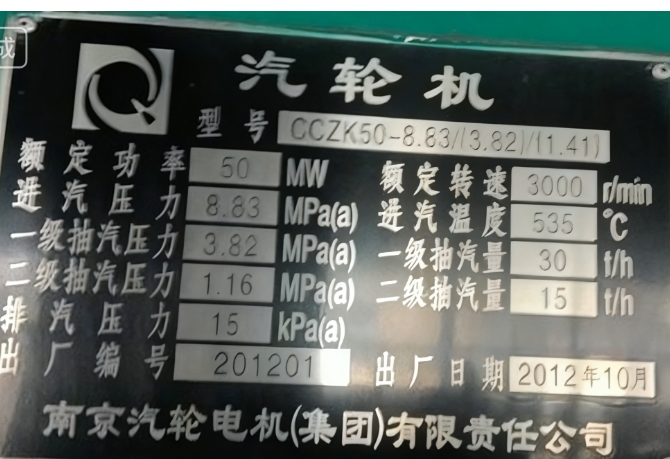 成
汽轮机
型号 CCZK50-8.83/(3.82)/(1.41)
额定功率 50 MW 额定转速 3000 r/min
进汽压力 8.83 MPa(a) 进汽温度 535 °C
一级抽汽压力 3.82 MPa(a) 一级抽汽量 30 t/h
二级抽汽压力 1.16 MPa(a) 二级抽汽量 15 t/h
排汽压力 15 kPa(a)
出厂编号 201201 出厂日期 2012年10月
南京汽轮电机(集团)有限责任公司